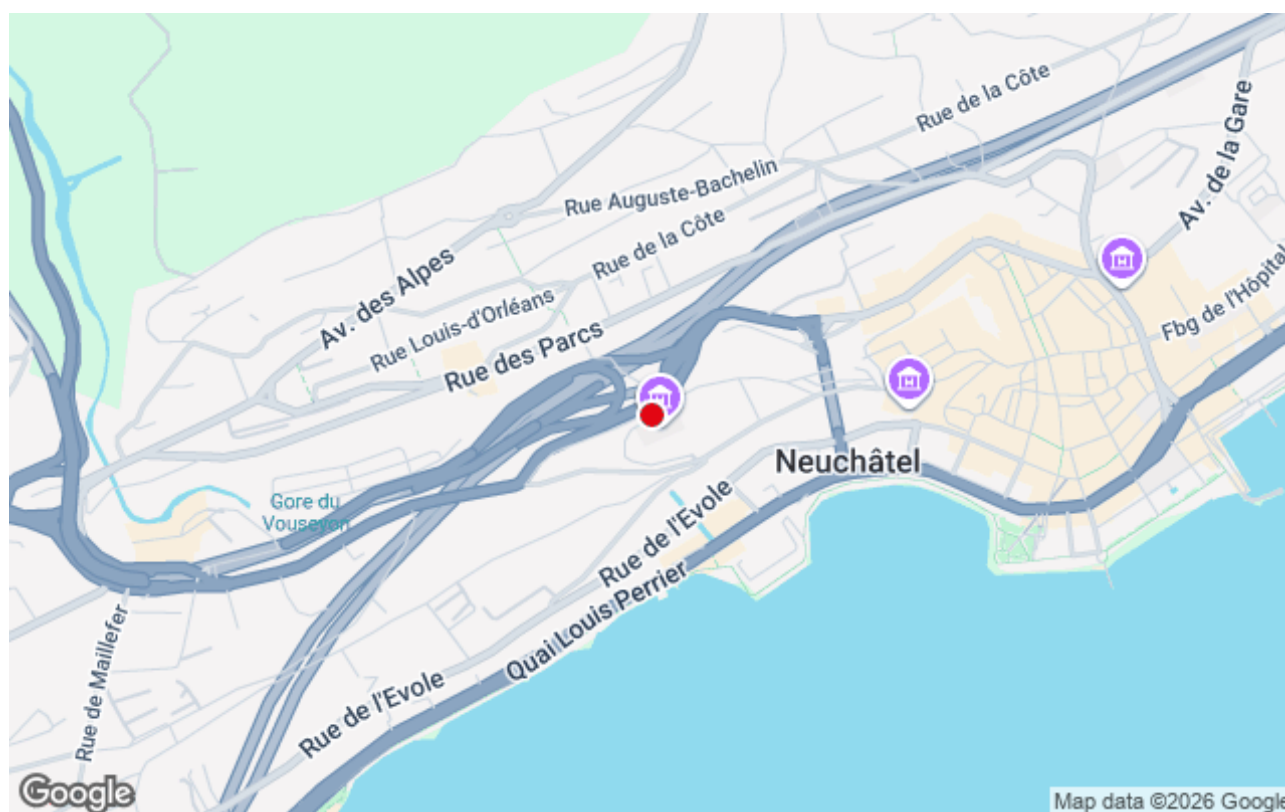 Rue de la Côte
Av. de la Gare
Rue Auguste-Bachelin
Rue de la Côte
Av. des Alpes
Fbg de l'Hôpital
Rue Louis-d'Orléans
Rue des Parcs
Neuchâtel
Gore du
Vouseyon
Rue de l'Evole
Quai Louis Perrier
Rue de Maillefer
Rue de l'Evole
Google
Map data ©2026 Google